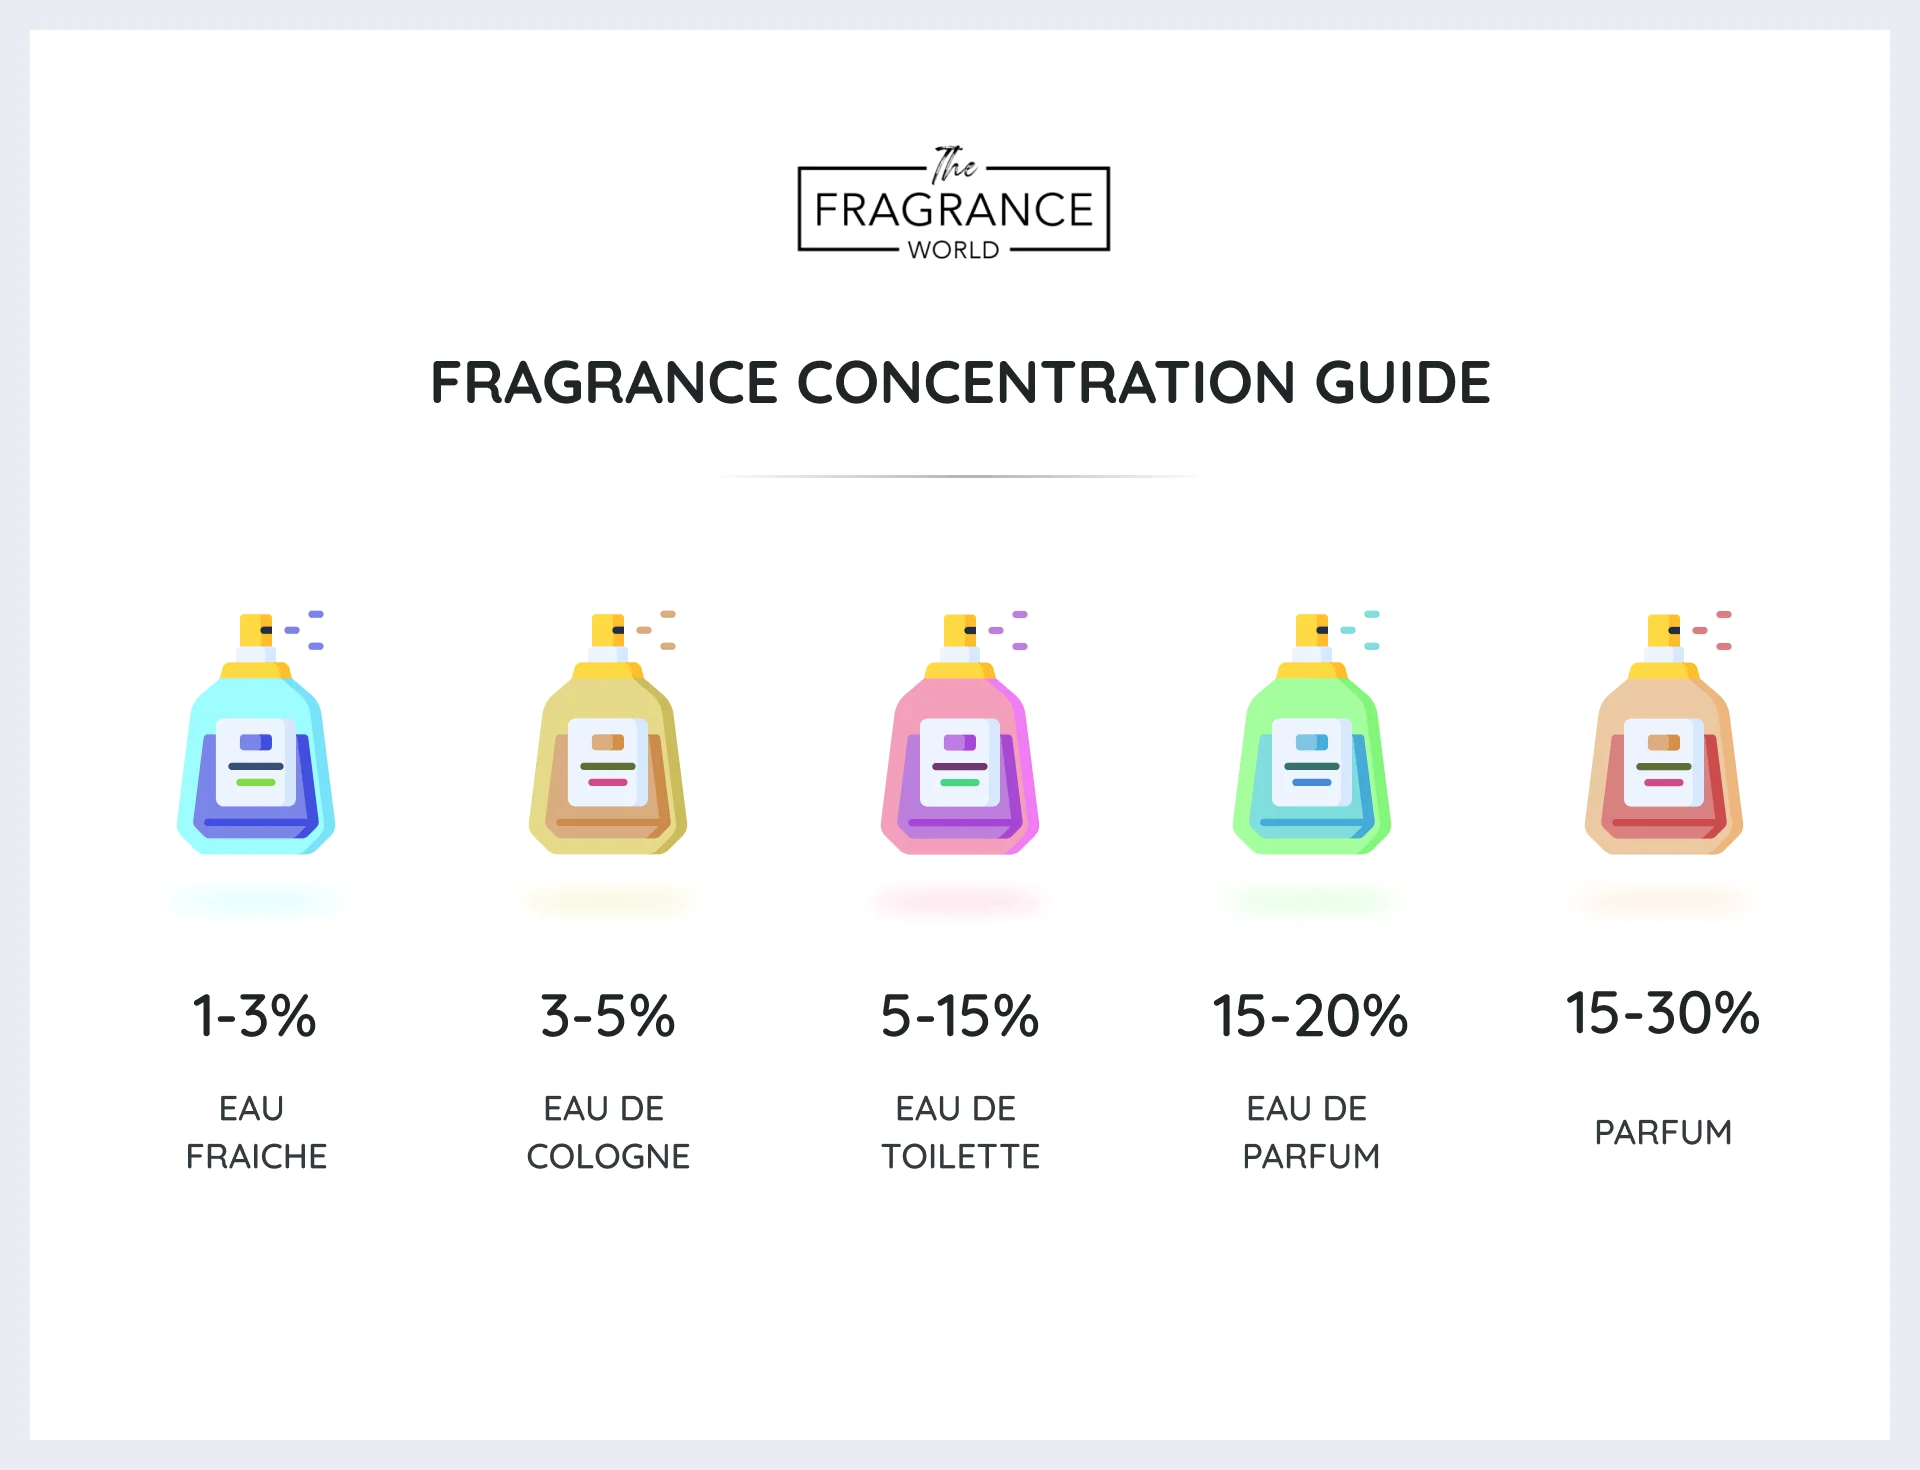 The
FRAGRANCE
WORLD
FRAGRANCE CONCENTRATION GUIDE
1-3%
EAU
FRAICHE
3-5%
EAU DE
COLOGNE
5-15%
EAU DE
TOILETTE
15-20%
EAU DE
PARFUM
15-30%
PARFUM